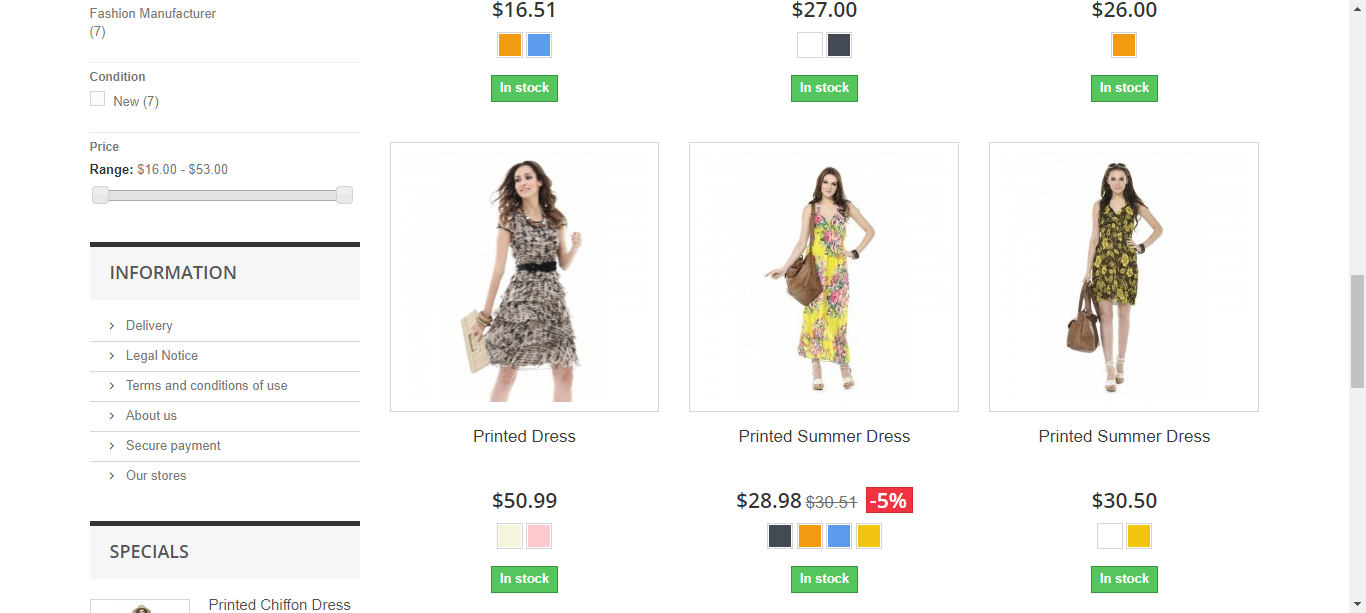 Fashion Manufacturer
(7)
Condition
New (7)
Price
Range: $16.00 - $53.00
INFORMATION
Delivery
Legal Notice
Terms and conditions of use
About us
Secure payment
Our stores
SPECIALS
Printed Chiffon Dress
$16.51
In stock
$27.00
In stock
$26.00
In stock
Printed Dress
$50.99
In stock
Printed Summer Dress
$28.98 $30.51 -5%
In stock
Printed Summer Dress
$30.50
In stock